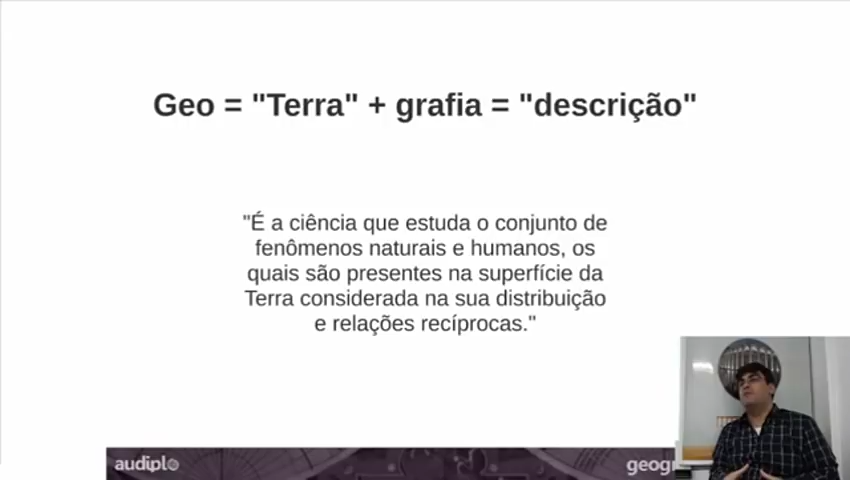 Geo = "Terra" + grafia = "descrição"
"É a ciência que estuda o conjunto de
fenômenos naturais e humanos, os
quais são presentes na superfície da
Terra considerada na sua distribuição
e relações recíprocas."
audiplo
geogr